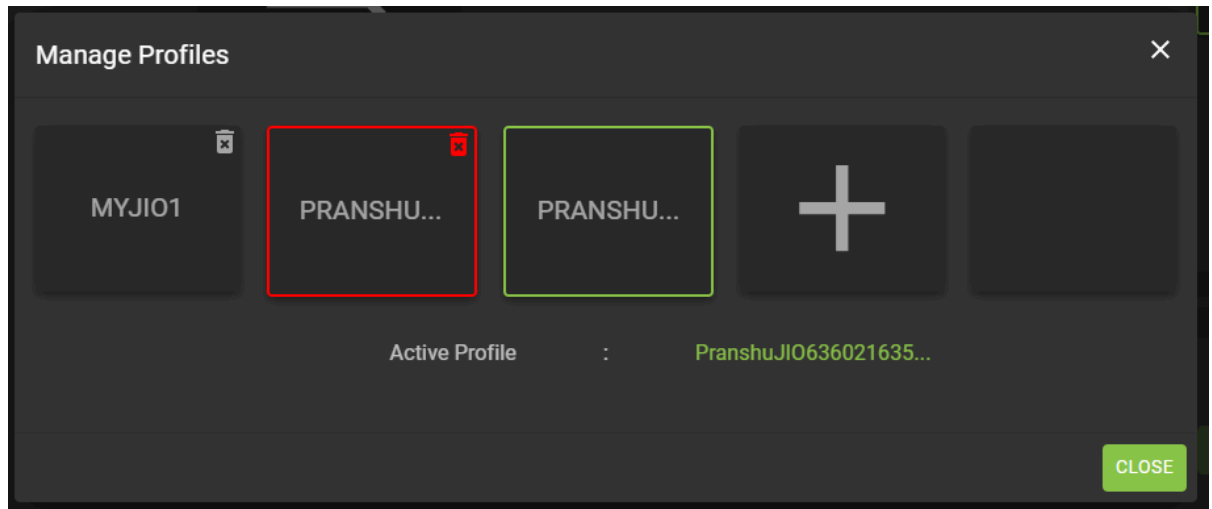 Manage Profiles
MYJIO1
PRANSHU...
PRANSHU...
Active Profile : PranshuJIO636021635...
CLOSE